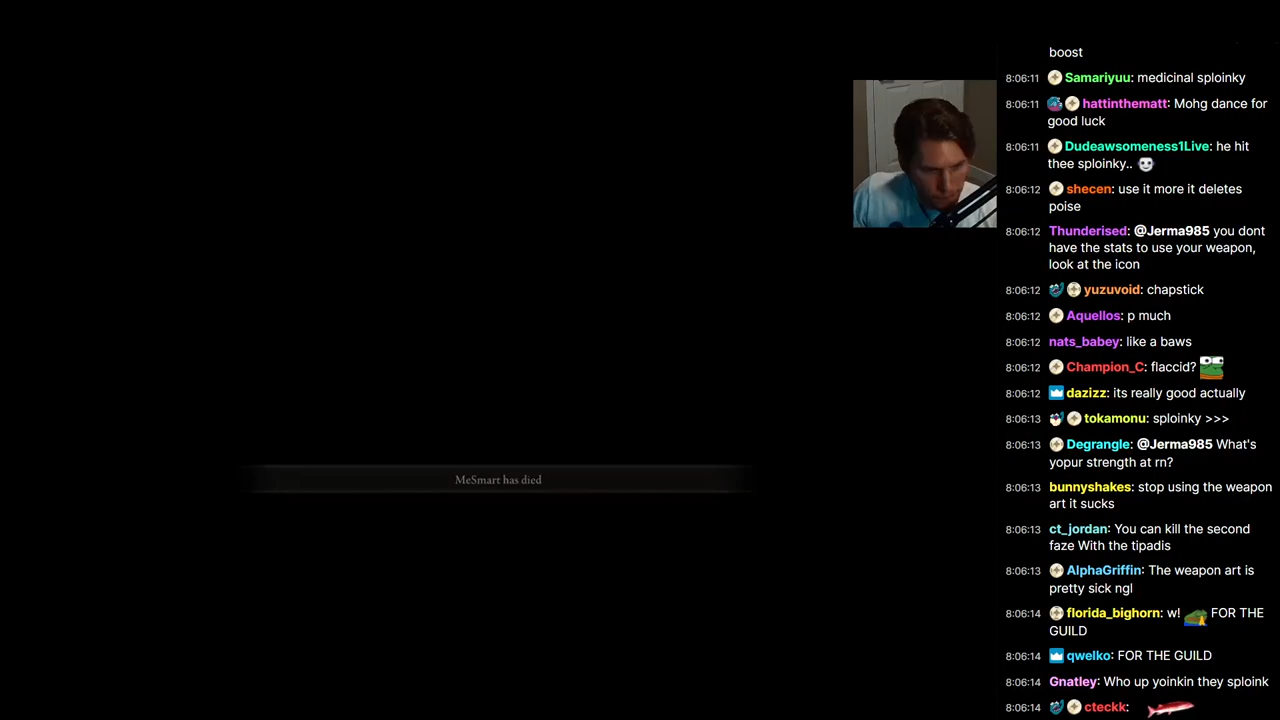 boost
8:06:11 Samariyuu: medicinal sploinky
8:06:11 hattinthematt: Mohg dance for
good luck
8:06:11 Dudeawsomeness1Live: he hit
thee sploinky..
8:06:12 shecen: use it more it deletes
poise
8:06:12 Thunderised: @Jerma985 you dont
have the stats to use your weapon,
look at the icon
8:06:12 yuzuvoid: chapstick
8:06:12 Aquellos: p much
8:06:12 nats_babey: like a baws
8:06:12 Champion_C: flaccid?
8:06:12 dazizz: its really good actually
8:06:13 tokamonu: sploinky >>>
8:06:13 Degrangle: @Jerma985 What's
yopur strength at rn?
MeSmart has died
8:06:13 bunnyshakes: stop using the weapon
art it sucks
8:06:13 ct_jordan: You can kill the second
faze With the tipadis
8:06:13 AlphaGriffin: The weapon art is
pretty sick ngl
8:06:14 florida_bighorn: w! FOR THE
GUILD
8:06:14 qwelko: FOR THE GUILD
8:06:14 Gnatley: Who up yoinkin they sploink
8:06:14 cteckk: